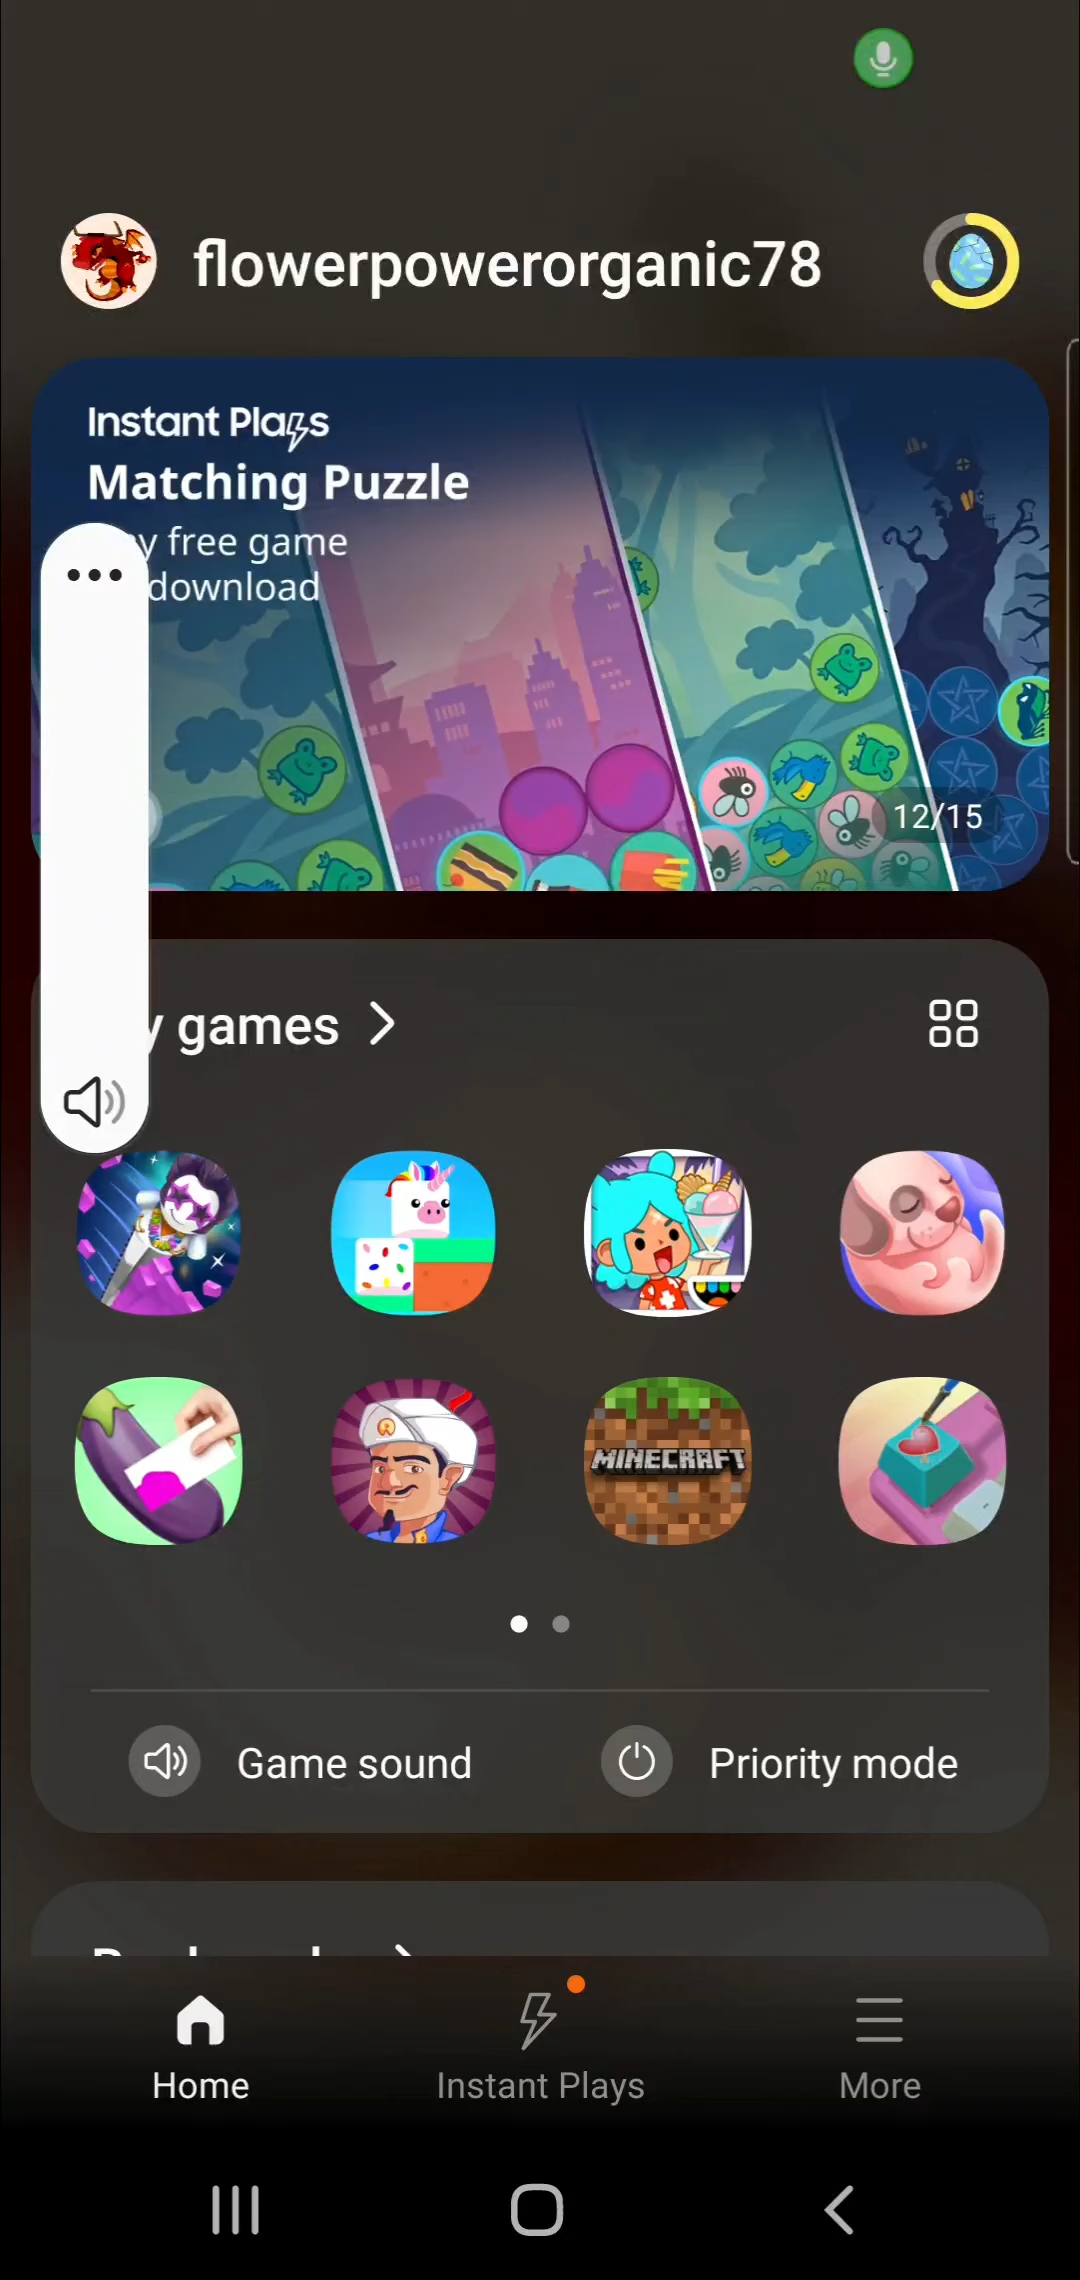 flowerpowerorganic78
Instant Plays
Matching Puzzle
free game
download
12/15
games
MINECRAFT
Game sound
Priority mode
Home
Instant Plays
More